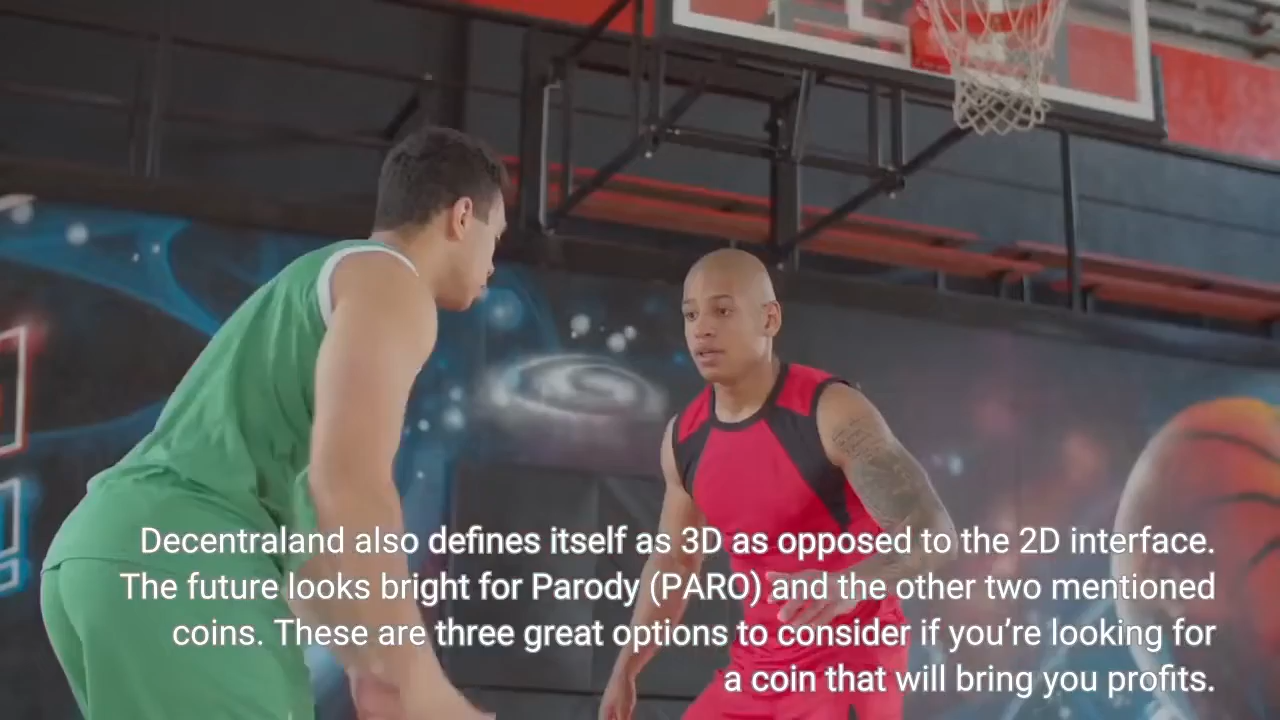 Decentraland also defines itself as 3D as opposed to the 2D interface.
The future looks bright for Parody (PARO) and the other two mentioned
coins. These are three great options to consider if you’re looking for
a coin that will bring you profits.